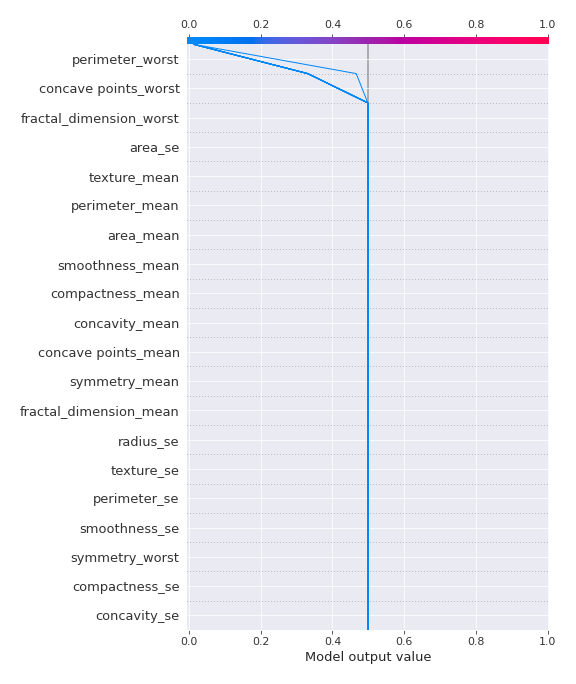 0.0 0.2 0.4 0.6 0.8 1.0
perimeter_worst
concave points_worst
fractal_dimension_worst
area_se
texture_mean
perimeter_mean
area_mean
smoothness_mean
compactness_mean
concavity_mean
concave points_mean
symmetry_mean
fractal_dimension_mean
radius_se
texture_se
perimeter_se
smoothness_se
symmetry_worst
compactness_se
concavity_se
0.0 0.2 0.4 0.6 0.8 1.0
Model output value